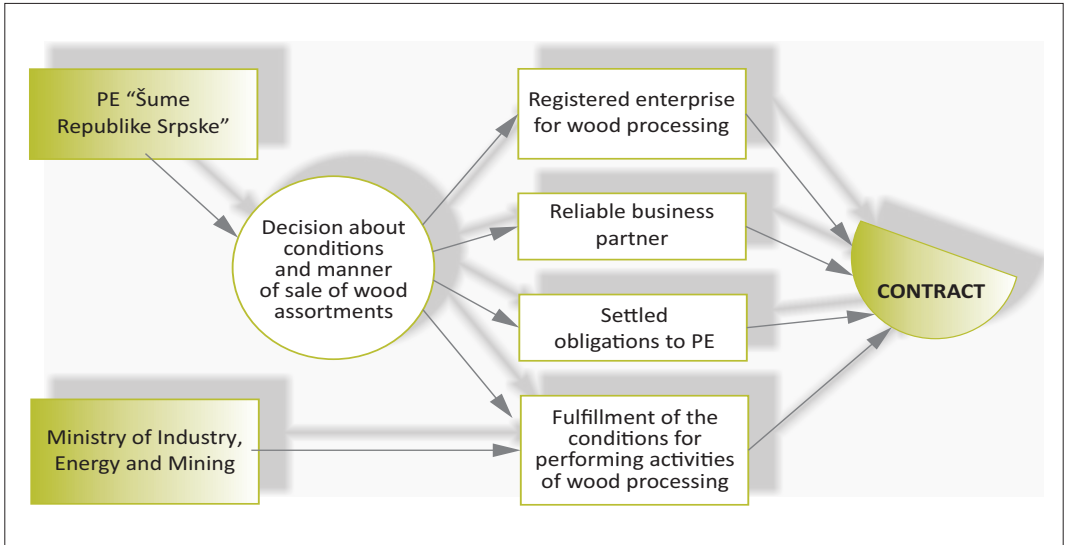 PE “Šume
Republike Srpske”
Decision about
conditions
and manner
of sale of wood
assortments
Ministry of Industry,
Energy and Mining
Registered enterprise
for wood processing
Reliable business
partner
Settled
obligations to PE
Fulfillment of the
conditions for
performing activities
of wood processing
CONTRACT